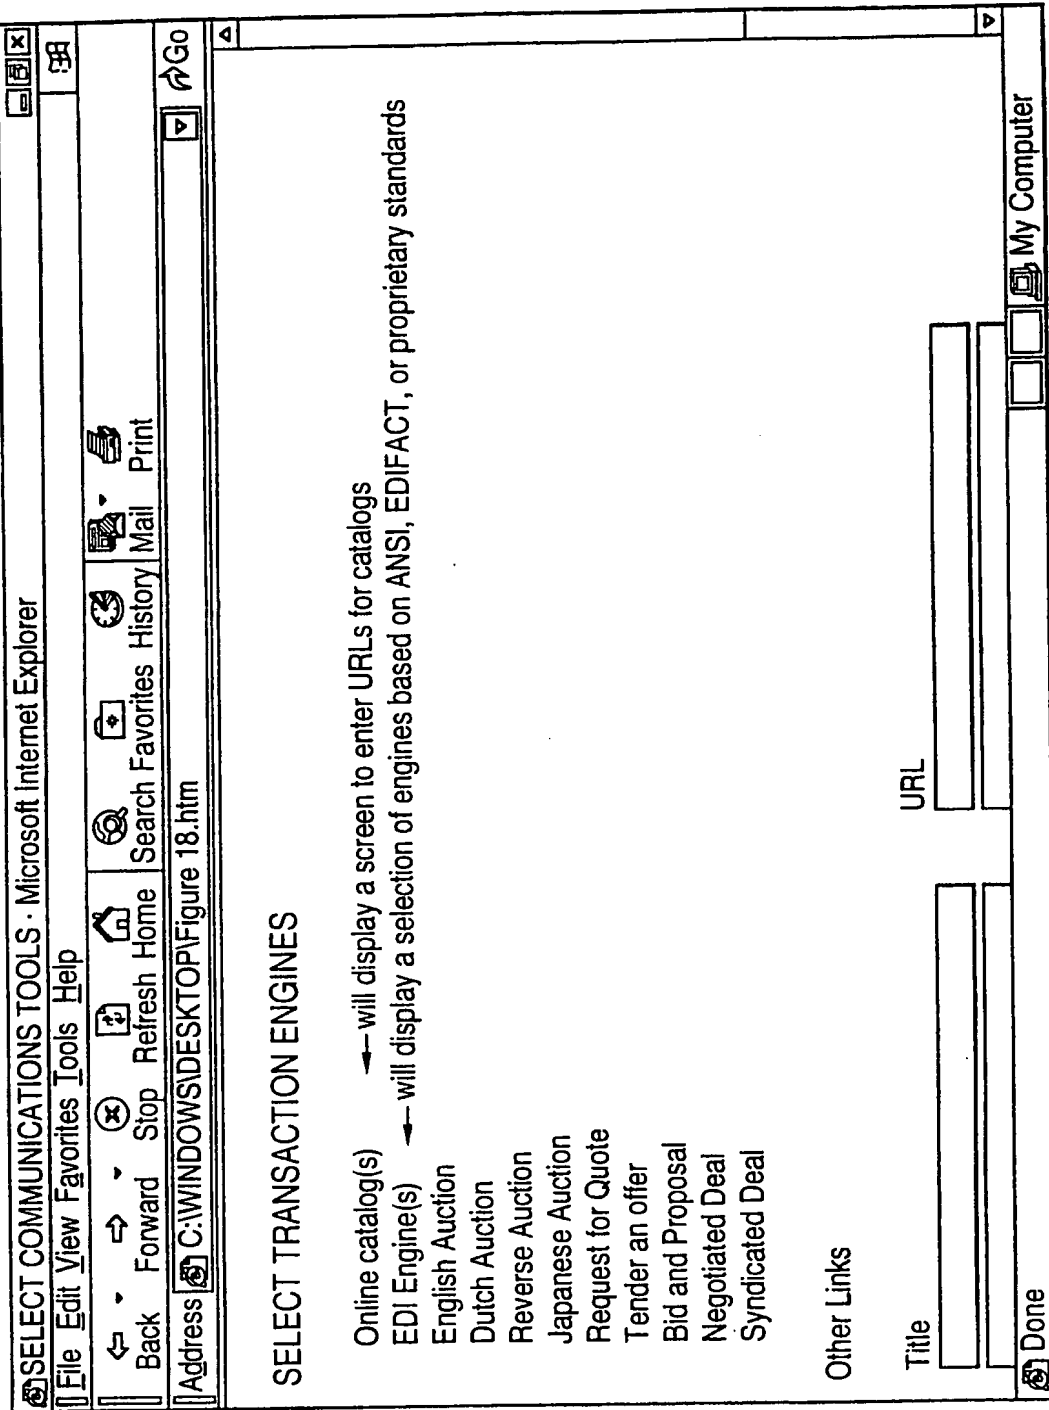 SELECT COMMUNICATIONS TOOLS · Microsoft Internet Explorer
File Edit View Favorites Tools Help
Back Forward Stop Refresh Home Search Favorites History Mail Print
Address C:\WINDOWS\DESKTOP\Figure 18.htm Go
SELECT TRANSACTION ENGINES
Online catalog(s) will display a screen to enter URLs for catalogs
EDI Engine(s) will display a selection of engines based on ANSI, EDIFACT, or proprietary standards
English Auction
Dutch Auction
Reverse Auction
Japanese Auction
Request for Quote
Tender an offer
Bid and Proposal
Negotiated Deal
Syndicated Deal
Other Links
Title URL
Done My Computer